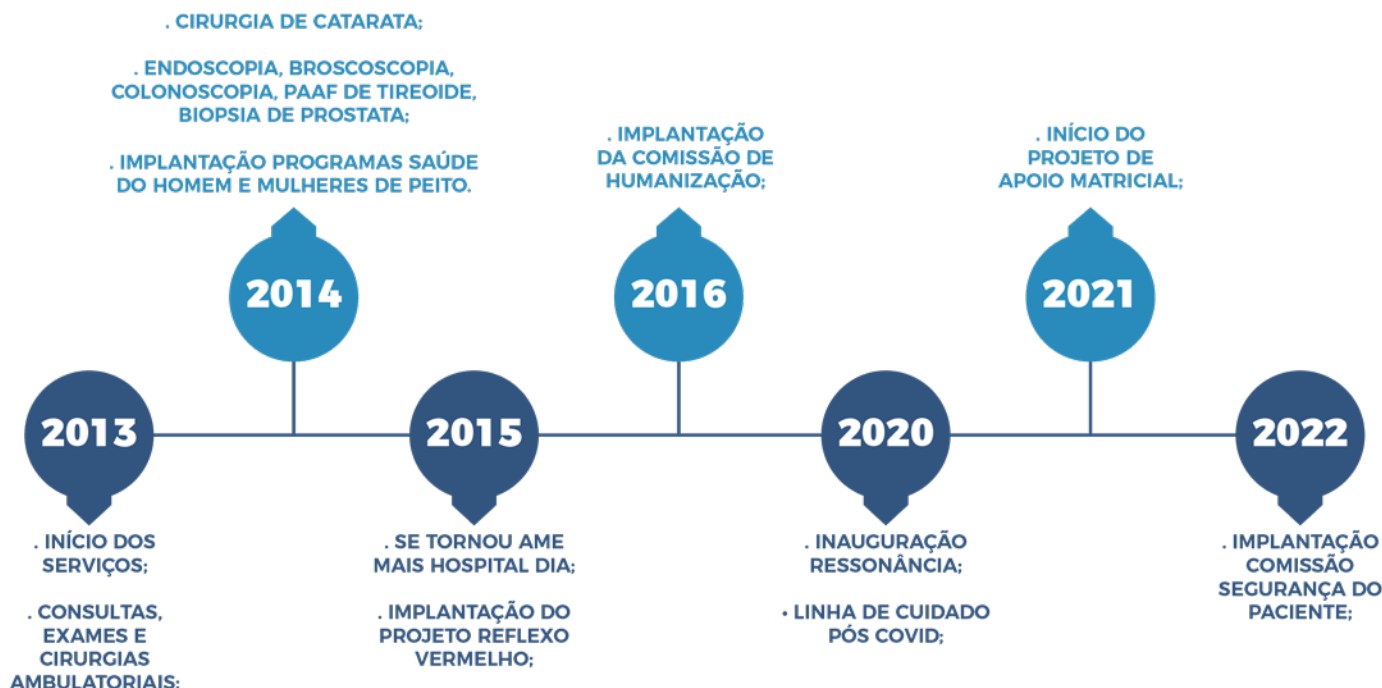 . CIRURGIA DE CATARATA;
. ENDOSCOPIA, BROSCOSCOPIA,
COLONOSCOPIA, PAAF DE TIREOIDE,
BIOPSIA DE PROSTATA;
. IMPLANTAÇÃO PROGRAMAS SAÚDE
DO HOMEM E MULHERES DE PEITO.
2014
. IMPLANTAÇÃO
DA COMISSÃO DE
HUMANIZAÇÃO;
2016
. INÍCIO DO
PROJETO DE
APOIO MATRICIAL;
2021
2013
. INÍCIO DOS
SERVIÇOS;
. CONSULTAS,
EXAMES E
CIRURGIAS
AMBULATORIAIS;
2015
. SE TORNOU AME
MAIS HOSPITAL DIA;
. IMPLANTAÇÃO DO
PROJETO REFLEXO
VERMELHO;
2020
. INAUGURAÇÃO
RESSONÂNCIA;
• LINHA DE CUIDADO
PÓS COVID;
2022
. IMPLANTAÇÃO
COMISSÃO
SEGURANÇA DO
PACIENTE;